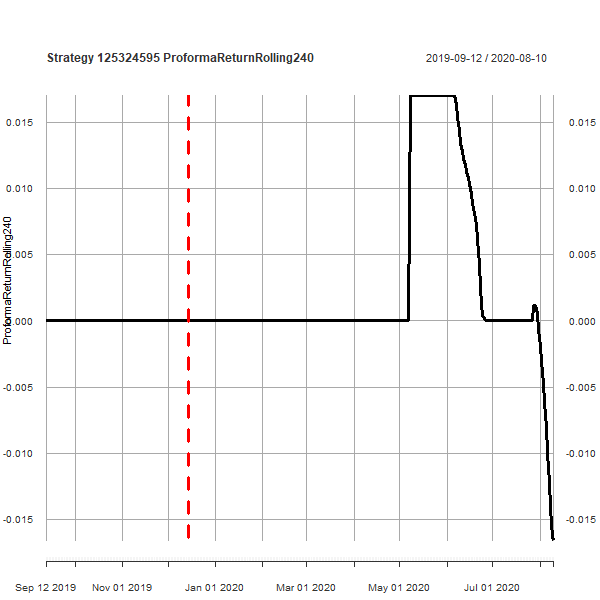 Strategy 125324595 ProformaReturnRolling240
2019-09-12 / 2020-08-10
ProformaReturnRolling240
0.015
0.010
0.005
0.000
-0.005
-0.010
-0.015
0.015
0.010
0.005
0.000
-0.005
-0.010
-0.015
Sep 12 2019
Nov 01 2019
Jan 01 2020
Mar 01 2020
May 01 2020
Jul 01 2020